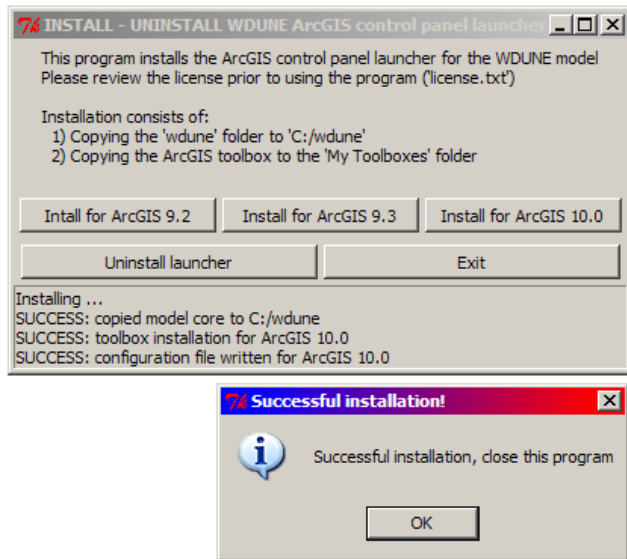 INSTALL - UNINSTALL WDUNE ArcGIS control panel launcher
This program installs the ArcGIS control panel launcher for the WDUNE model
Please review the license prior to using the program ('license.txt')
Installation consists of:
1) Copying the 'wdune' folder to 'C:/wdune'
2) Copying the ArcGIS toolbox to the 'My Toolboxes' folder
Intall for ArcGIS 9.2 Install for ArcGIS 9.3 Install for ArcGIS 10.0
Uninstall launcher Exit
Installing ...
SUCCESS: copied model core to C:/wdune
SUCCESS: toolbox installation for ArcGIS 10.0
SUCCESS: configuration file written for ArcGIS 10.0
Successful installation!
Successful installation, close this program
OK